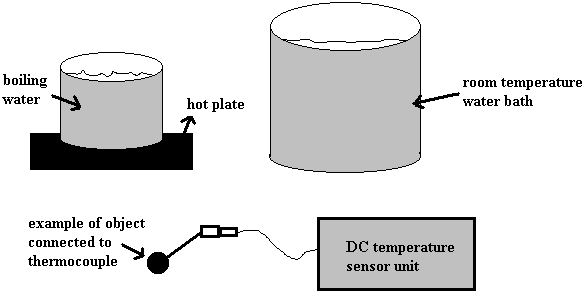 boiling
water
hot plate
room temperature
water bath
example of object
connected to
thermocouple
DC temperature
sensor unit